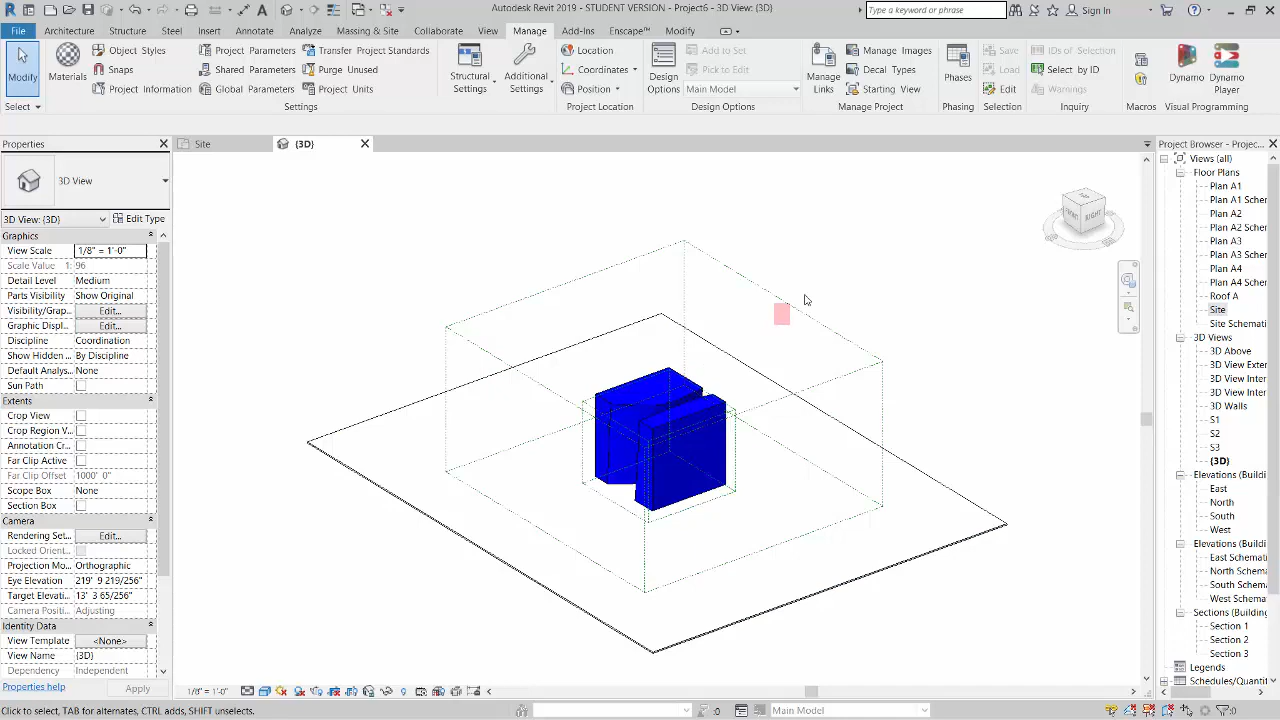 Autodesk Revit 2019 - STUDENT VERSION - Project5 - 3D View: {3D}
Type a keyword or phrase
Sign In
File Architecture Structure Steel Insert Annotate Analyze Massing & Site Collaborate View Manage Add-Ins Enscape™ Modify
Modify
Select
Materials
Object Styles
Snaps
Project Information
Project Parameters
Shared Parameters
Global Parameters
Transfer Project Standards
Purge Unused
Project Units
Settings
Structural Settings
Additional Settings
Location
Coordinates
Position
Project Location
Design Options
Add to Set
Pick to Edit
Main Model
Design Options
Manage Links
Manage Images
Decal Types
Starting View
Manage Project
Phases
Phasing
Save
Load
Edit
Selection
IDs of Selection
Select by ID
Warnings
Inquiry
Macros
Dynamo
Dynamo Player
Visual Programming
Properties
Site
{3D}
3D View
3D View: {3D}
Edit Type
Graphics
View Scale 1/8" = 1'-0"
Scale Value 1: 96
Detail Level Medium
Parts Visibility Show Original
Visibility/Grap... Edit...
Graphic Displ... Edit...
Discipline Coordination
Show Hidden ... By Discipline
Default Analys... None
Sun Path
Extents
Crop View
Crop Region V...
Annotation Cr...
Far Clip Active
Far Clip Offset 1000' 0"
Scope Box None
Section Box
Camera
Rendering Set... Edit...
Locked Orient...
Projection Mo... Orthographic
Eye Elevation 219' 9 219/256"
Target Elevati... 13' 3 65/256"
Camera Positi... Adjusting
Identity Data
View Template <None>
View Name {3D}
Dependency Independent
Properties help
Apply
FRONT
RIGHT
Project Browser - Projec...
Views (all)
Floor Plans
Plan A1
Plan A1 Scher
Plan A2
Plan A2 Scher
Plan A3
Plan A3 Scher
Plan A4
Plan A4 Scher
Roof A
Site
Site Schemati
3D Views
3D Above
3D View Exter
3D View Inter
3D View Inter
3D Walls
S1
S2
S3
{3D}
Elevations (Buildi
East
North
South
West
Elevations (Buildi
East Schemat
North Schema
South Schema
West Schema
Sections (Building
Section 1
Section 2
Section 3
Legends
Schedules/Quantit
1/8" = 1'-0"
Click to select, TAB for alternates, CTRL adds, SHIFT unselects.
:0
Main Model